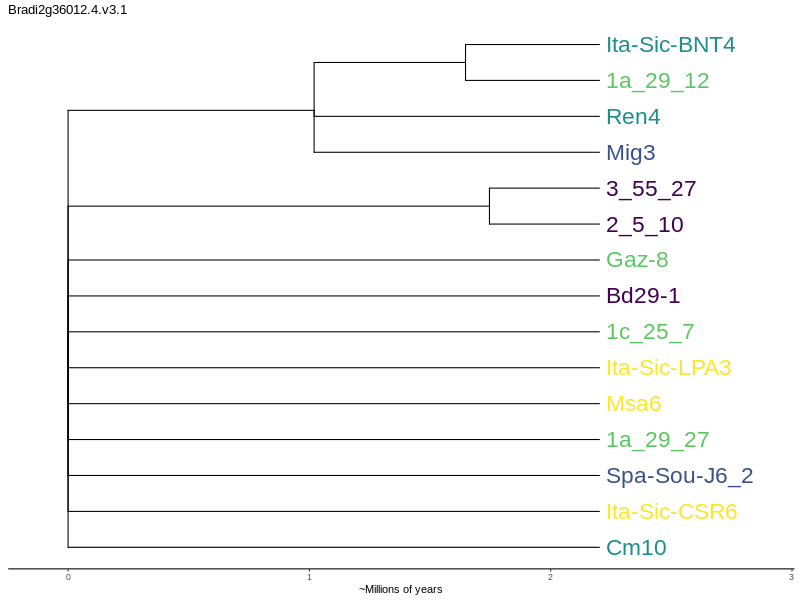 Bradi2g36012.4.v3.1
Ita-Sic-BNT4
1a_29_12
Ren4
Mig3
3_55_27
2_5_10
Gaz-8
Bd29-1
1c_25_7
Ita-Sic-LPA3
Msa6
1a_29_27
Spa-Sou-J6_2
Ita-Sic-CSR6
Cm10
0 1 2 3
~Millions of years